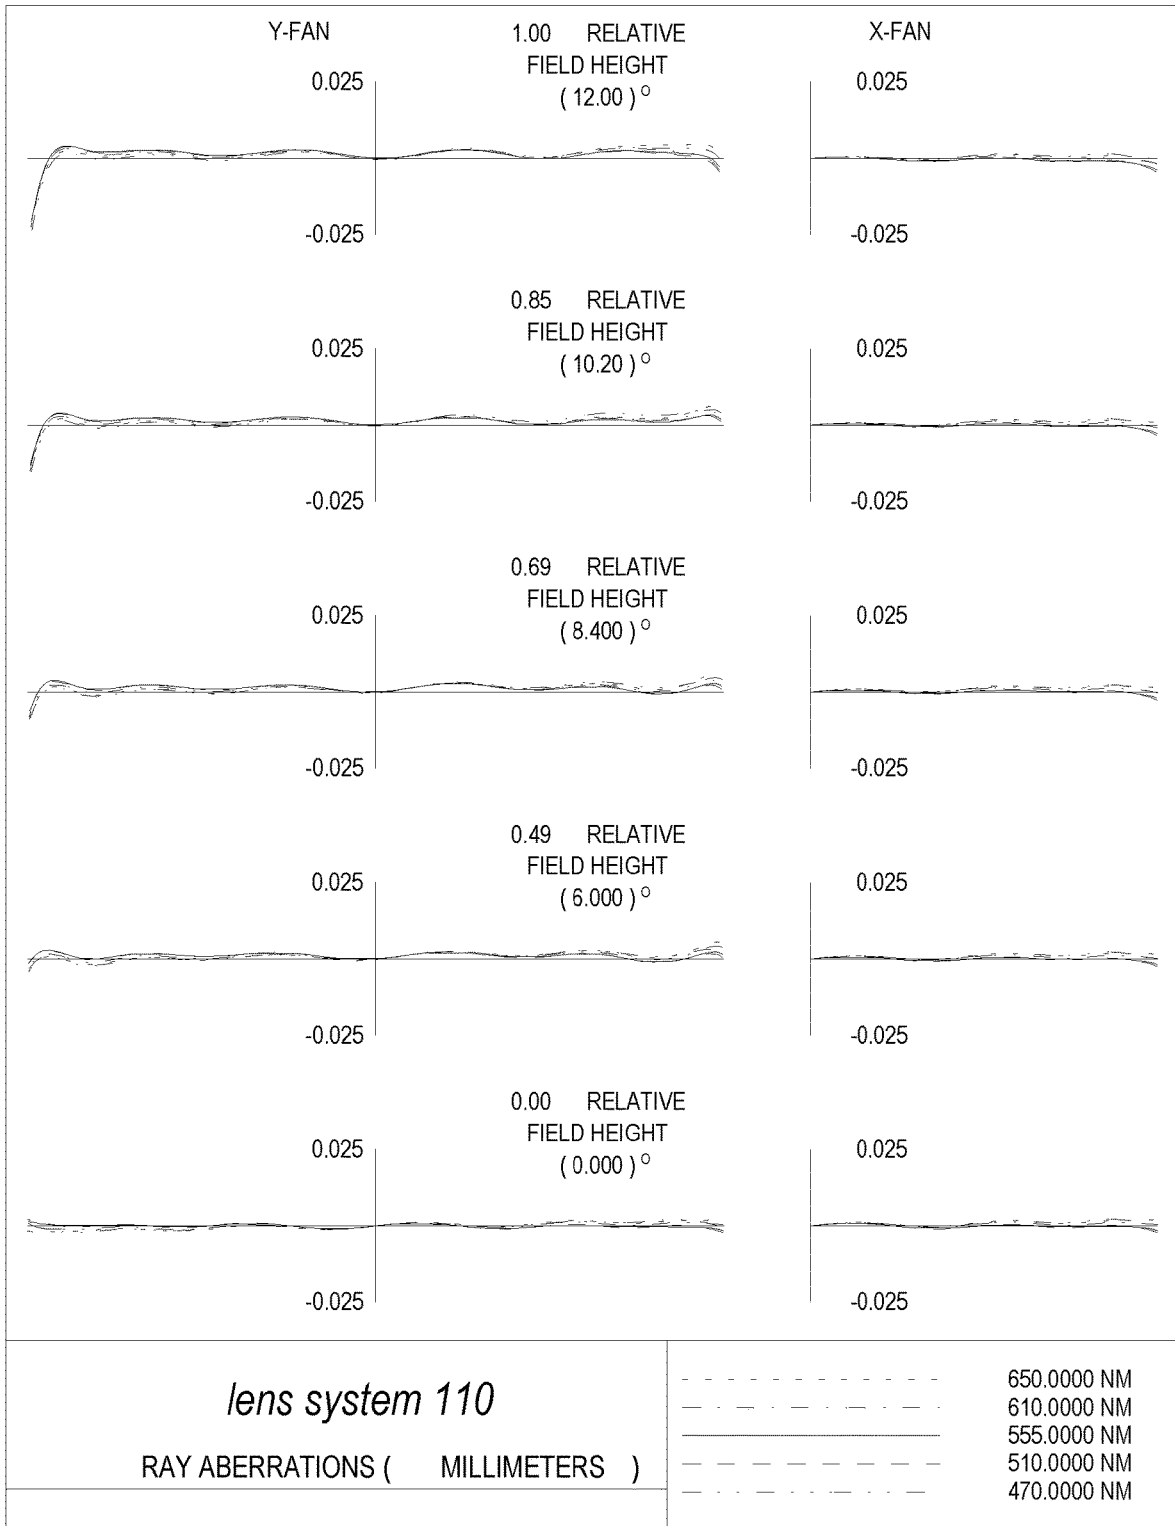 Y-FAN
1.00 RELATIVE
FIELD HEIGHT
( 12.00 ) O
X-FAN
0.025
0.025
-0.025
-0.025
0.85 RELATIVE
FIELD HEIGHT
( 10.20 ) O
0.025
0.025
-0.025
-0.025
0.69 RELATIVE
FIELD HEIGHT
( 8.400 ) O
0.025
0.025
-0.025
-0.025
0.49 RELATIVE
FIELD HEIGHT
( 6.000 ) O
0.025
0.025
-0.025
-0.025
0.00 RELATIVE
FIELD HEIGHT
( 0.000 ) O
0.025
0.025
-0.025
-0.025
lens system 110
RAY ABERRATIONS ( MILLIMETERS )
650.0000 NM
610.0000 NM
555.0000 NM
510.0000 NM
470.0000 NM